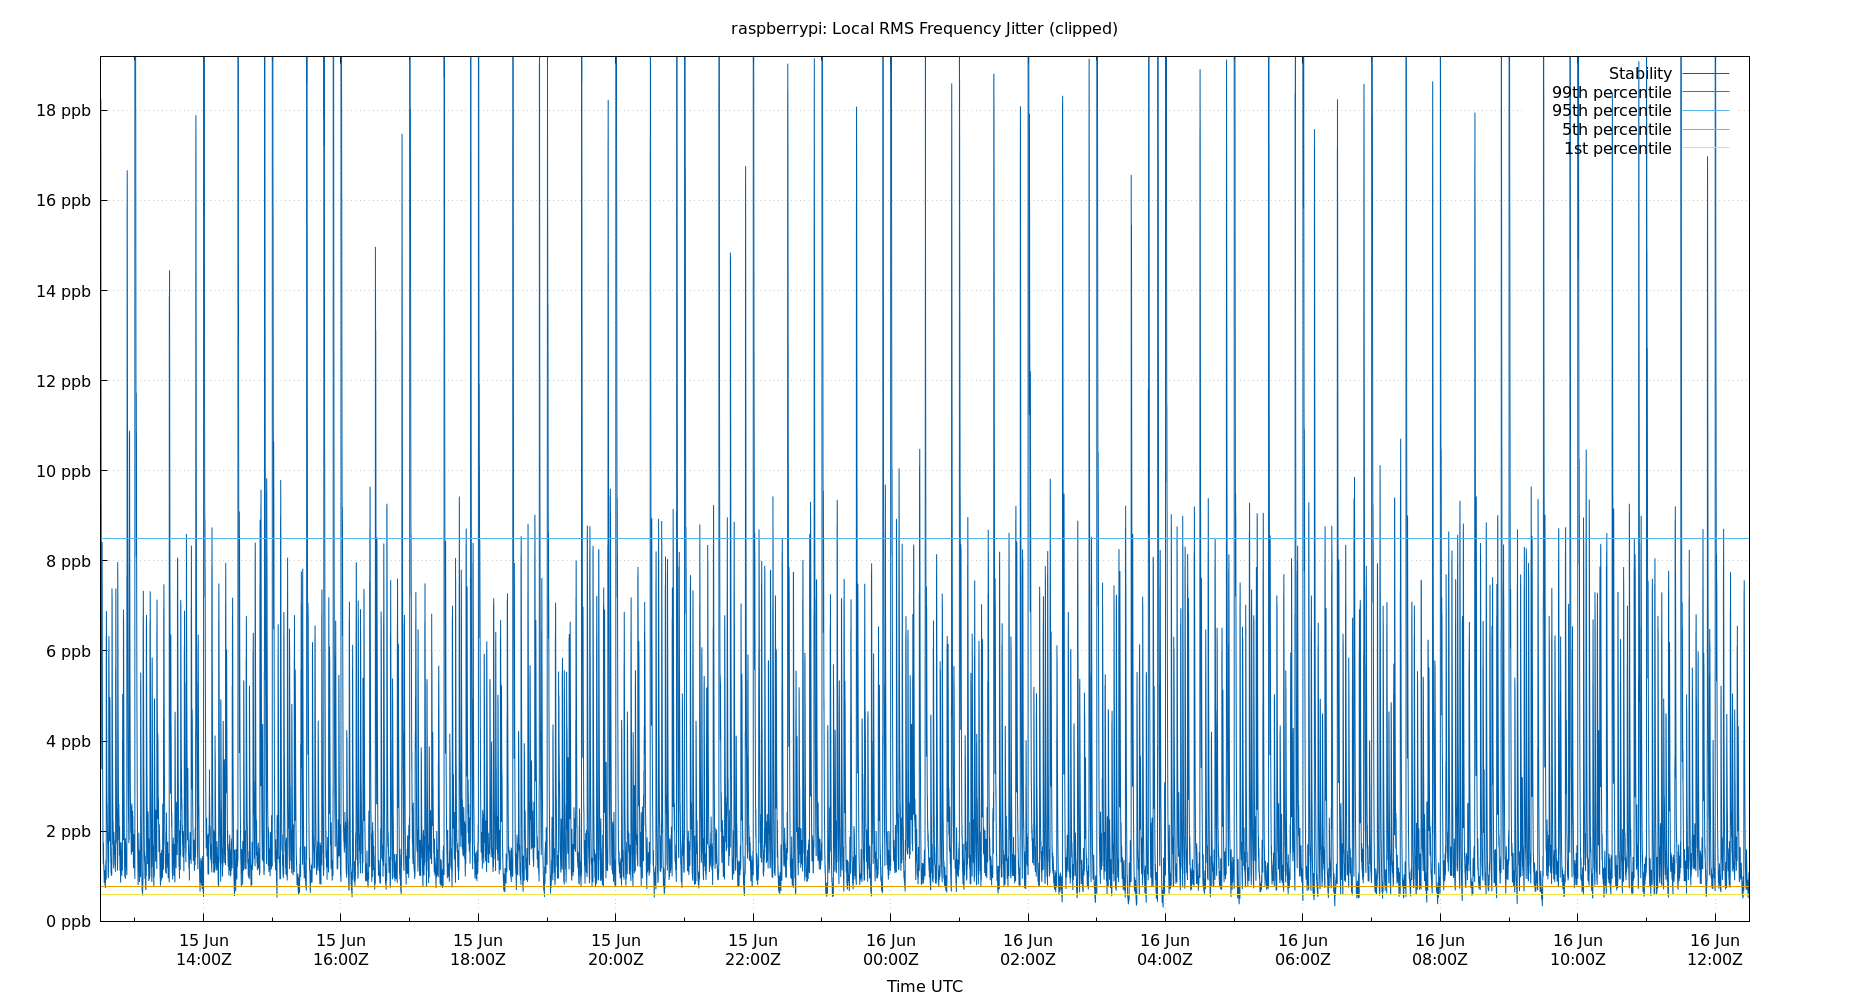 raspberrypi: Local RMS Frequency Jitter (clipped)
Stability
99th percentile
95th percentile
5th percentile
1st percentile
18 ppb
16 ppb
14 ppb
12 ppb
10 ppb
8 ppb
6 ppb
4 ppb
2 ppb
0 ppb
15 Jun 15 Jun 15 Jun 15 Jun 15 Jun 16 Jun 16 Jun 16 Jun 16 Jun 16 Jun 16 Jun 16 Jun
14:00Z 16:00Z 18:00Z 20:00Z 22:00Z 00:00Z 02:00Z 04:00Z 06:00Z 08:00Z 10:00Z 12:00Z
Time UTC